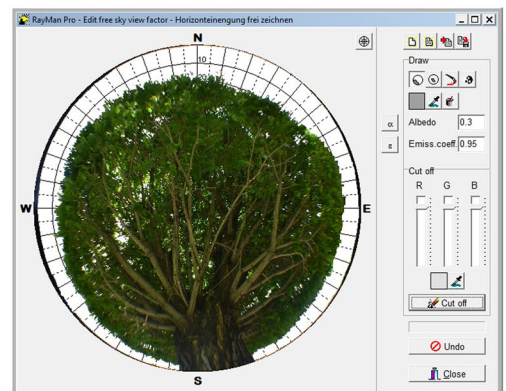 RayMan Pro - Edit free sky view factor - Horizonteinengung frei zeichnen
N
10
W
E
S
Draw
α
Albedo 0.3
ε
Emiss.coeff. 0.95
Cut off
R G B
Cut off
Undo
Close